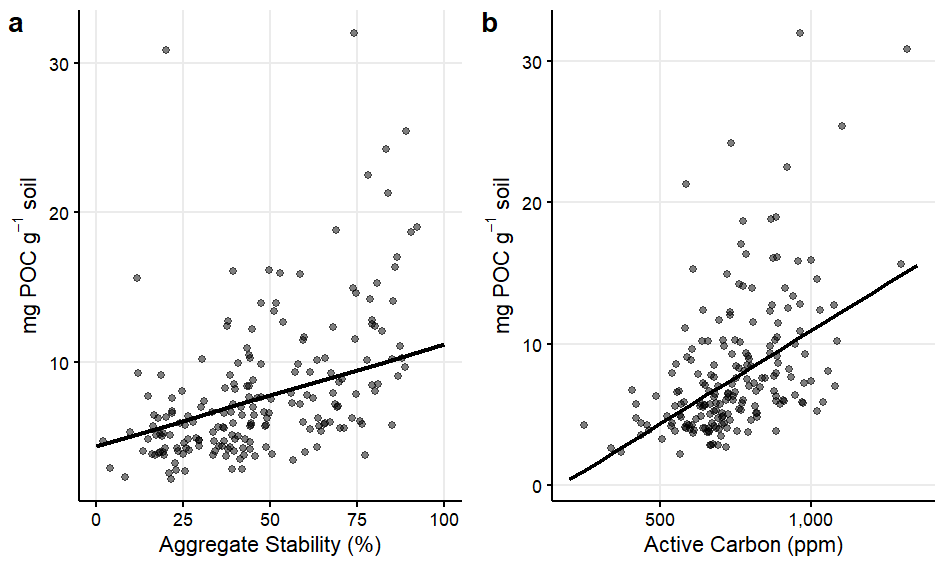 a
mg POC g⁻¹ soil
30
20
10
0
25
50
75
100
Aggregate Stability (%)
b
mg POC g⁻¹ soil
30
20
10
0
500
1,000
Active Carbon (ppm)